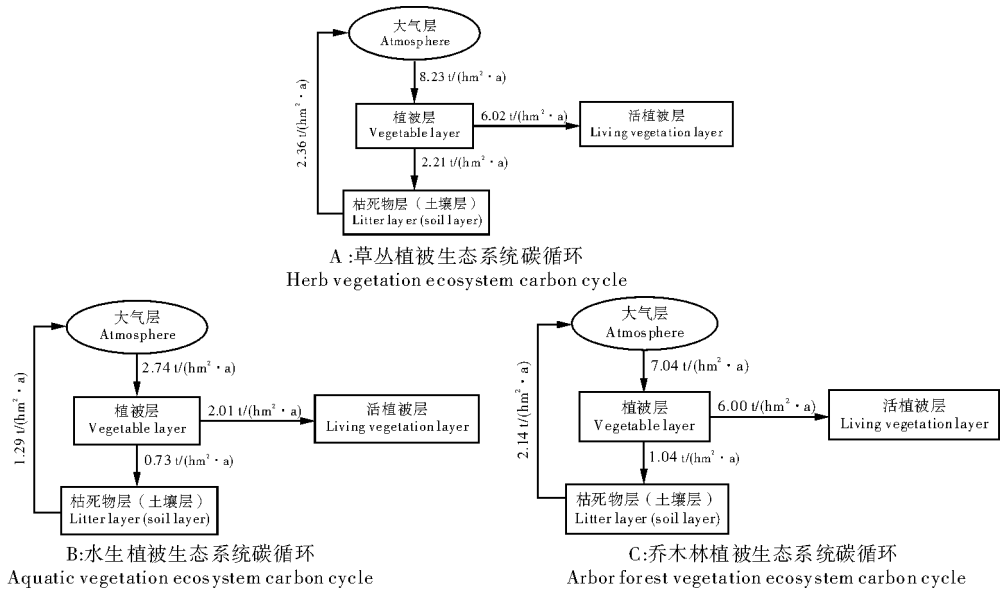 大气层
Atmosphere
8.23 t/(hm²·a)
2.36 t/(hm²·a)
植被层
Vegetable layer
6.02 t/(hm²·a)
活植被层
Living vegetation layer
2.21 t/(hm²·a)
枯死物层（土壤层）
Litter layer (soil layer)
A:草丛植被生态系统碳循环
Herb vegetation ecosystem carbon cycle
大气层
Atmosphere
2.74 t/(hm²·a)
1.29 t/(hm²·a)
植被层
Vegetable layer
2.01 t/(hm²·a)
活植被层
Living vegetation layer
0.73 t/(hm²·a)
枯死物层（土壤层）
Litter layer (soil layer)
B:水生植被生态系统碳循环
Aquatic vegetation ecosystem carbon cycle
大气层
Atmosphere
7.04 t/(hm²·a)
2.14 t/(hm²·a)
植被层
Vegetable layer
6.00 t/(hm²·a)
活植被层
Living vegetation layer
1.04 t/(hm²·a)
枯死物层（土壤层）
Litter layer (soil layer)
C:乔木林植被生态系统碳循环
Arbor forest vegetation ecosystem carbon cycle